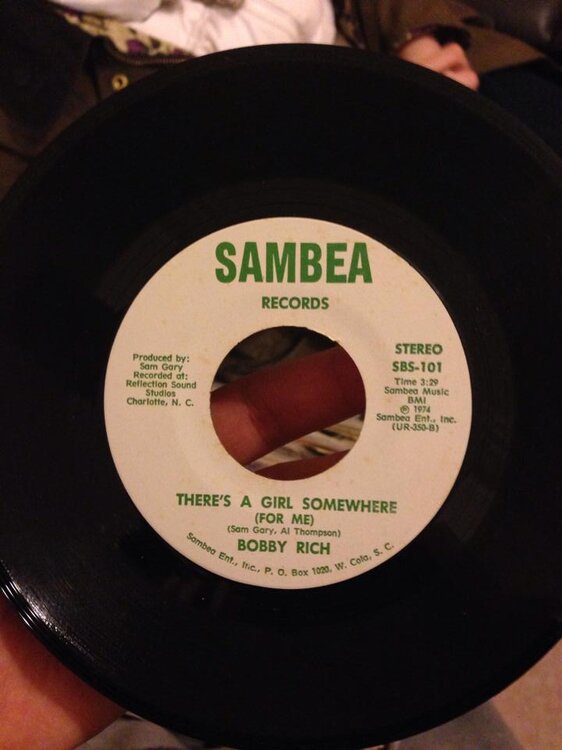 SAMBEA
RECORDS
Produced by:
Sam Gary
Recorded at:
Reflection Sound
Studios
Charlotte, N. C.
STEREO
SBS-101
Time 3:29
Sambea Music
BMI
℗ 1974
Sambea Ent., Inc.
(UR-350-B)
THERE'S A GIRL SOMEWHERE
(FOR ME)
(Sam Gary, Al Thompson)
BOBBY RICH
Sambea Ent., Inc., P. O. Box 1020, W. Cola, S. C.